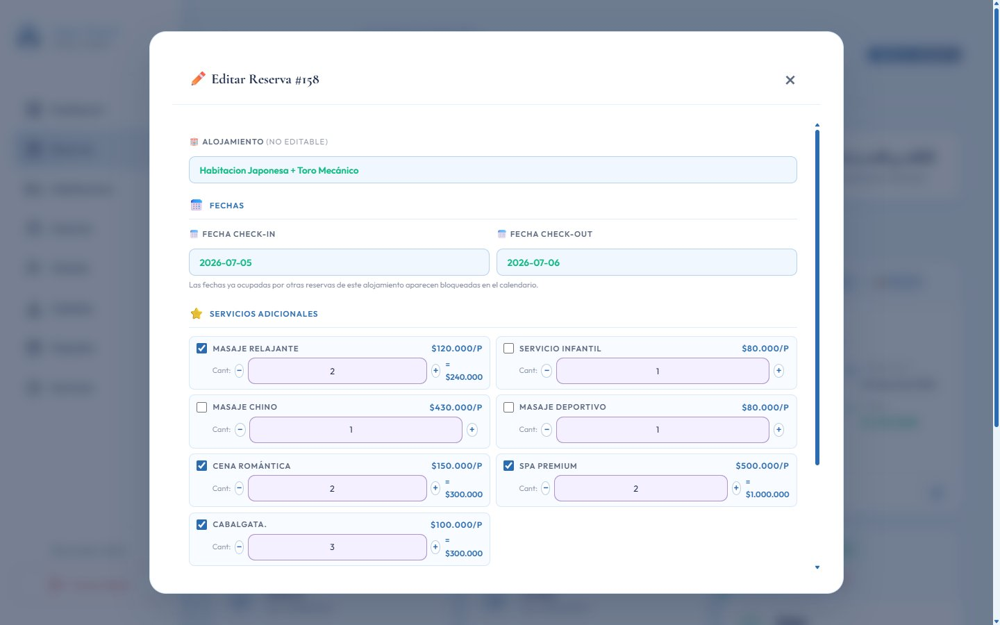 Editar Reserva #158
×
ALOJAMIENTO (NO EDITABLE)
Habitacion Japonesa + Toro Mecánico
FECHAS
FECHA CHECK-IN
FECHA CHECK-OUT
2026-07-05
2026-07-06
Las fechas ya ocupadas por otras reservas de este alojamiento aparecen bloqueadas en el calendario.
SERVICIOS ADICIONALES
MASAJE RELAJANTE $120.000/P
Cant: − 2 + = $240.000
SERVICIO INFANTIL $80.000/P
Cant: − 1 +
MASAJE CHINO $430.000/P
Cant: − 1 +
MASAJE DEPORTIVO $80.000/P
Cant: − 1 +
CENA ROMÁNTICA $150.000/P
Cant: − 2 + = $300.000
SPA PREMIUM $500.000/P
Cant: − 2 + = $1.000.000
CABALGATA. $100.000/P
Cant: − 3 + = $300.000